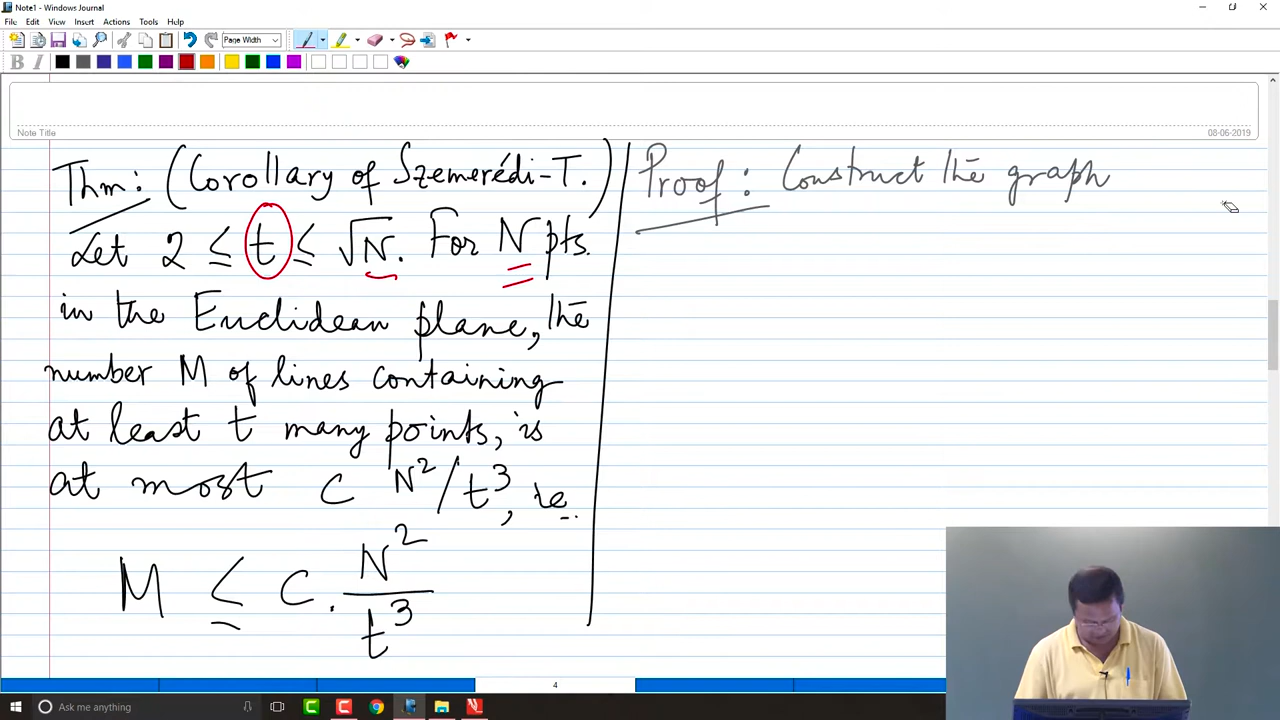 Note1 - Windows Journal
File Edit View Insert Actions Tools Help
Page Width
B I
Note Title
08-06-2019
Thm: (Corollary of Szemerédi-T.)
Let 2 ≤ t ≤ √N. For N pts.
in the Euclidean plane, the
number M of lines containing
at least t many points, is
at most C N²/t³, ie.
M ≤ C. N²/t³
Proof: Construct the graph
4
Ask me anything